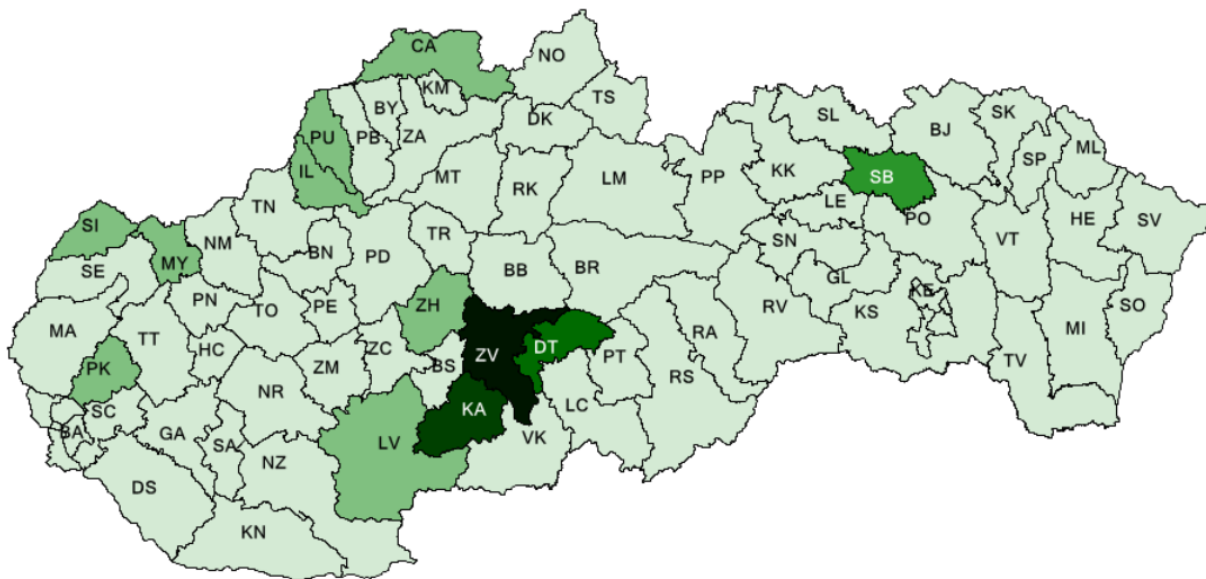 CA
NO
KM
BY
TS
PU
PB
ZA
DK
SL
BJ
SK
SP
ML
IL
MT
RK
LM
PP
KK
SB
LE
TN
SI
MY
NM
BN
PD
TR
PO
HE
SV
SE
BB
BR
SN
VT
GL
PN
TO
PE
ZH
KE
MA
TT
RV
KS
SO
HC
ZC
BS
ZV
DT
PT
RA
MI
PK
ZM
RS
TV
NR
SC
KA
LC
BA
GA
SA
LV
VK
NZ
DS
KN